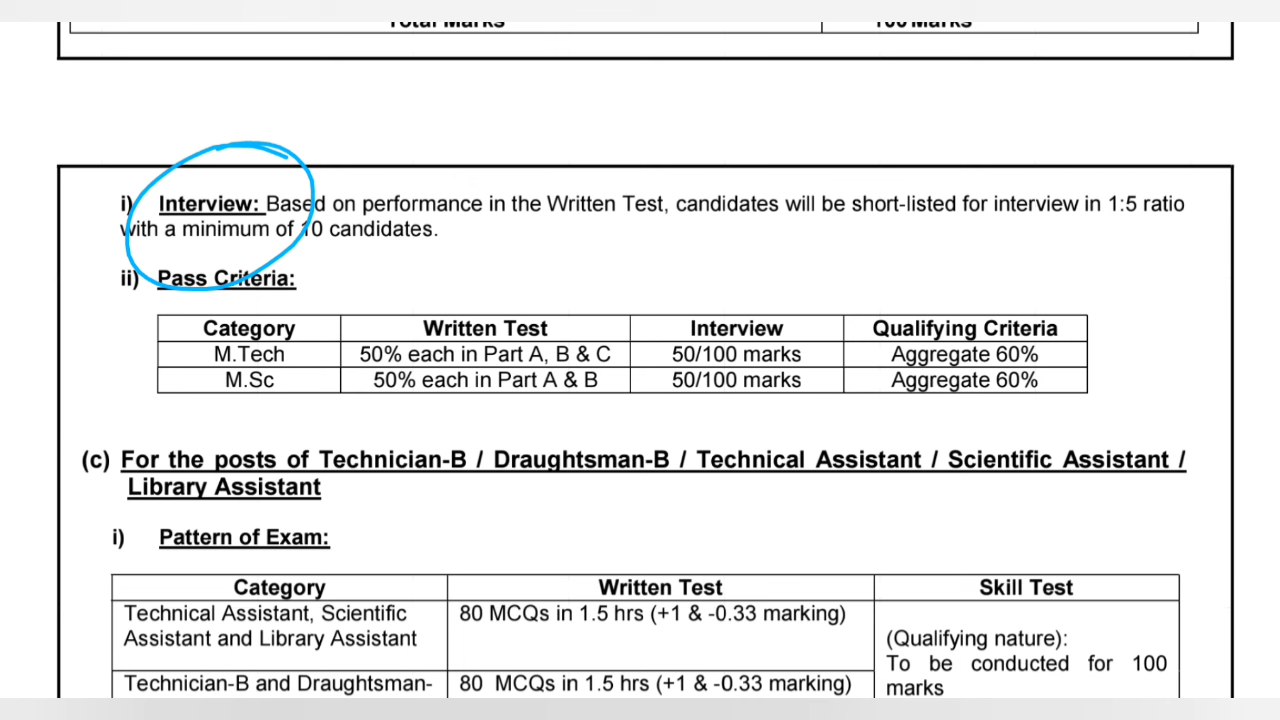 Total Marks 100 Marks
i) Interview: Based on performance in the Written Test, candidates will be short-listed for interview in 1:5 ratio
with a minimum of 10 candidates.
ii) Pass Criteria:
Category Written Test Interview Qualifying Criteria
M.Tech 50% each in Part A, B & C 50/100 marks Aggregate 60%
M.Sc 50% each in Part A & B 50/100 marks Aggregate 60%
(c) For the posts of Technician-B / Draughtsman-B / Technical Assistant / Scientific Assistant /
Library Assistant
i) Pattern of Exam:
Category Written Test Skill Test
Technical Assistant, Scientific 80 MCQs in 1.5 hrs (+1 & -0.33 marking)
Assistant and Library Assistant (Qualifying nature):
To be conducted for 100
Technician-B and Draughtsman- 80 MCQs in 1.5 hrs (+1 & -0.33 marking) marks